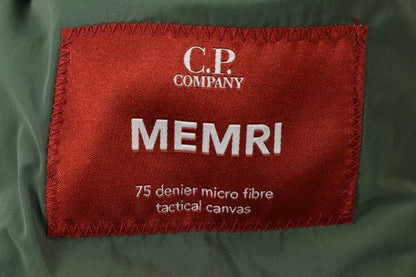 C.P.
COMPANY
MEMRI
75 denier micro fibre
tactical canvas